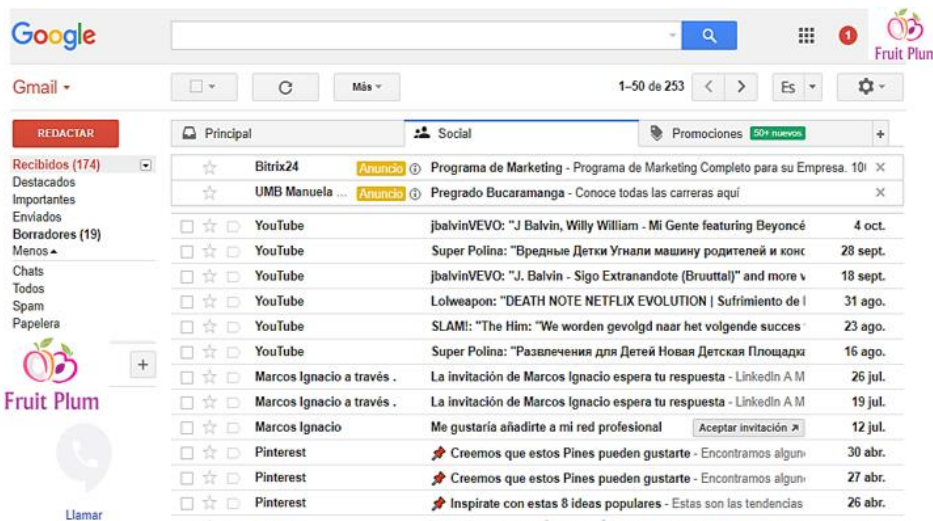 Google
1
Fruit Plum
Gmail
Más
1–50 de 253
Es
REDACTAR
Principal
Social
Promociones 50+ nuevos
+
Recibidos (174)
Destacados
Importantes
Enviados
Borradores (19)
Menos
Chats
Todos
Spam
Papelera
Fruit Plum
+
Llamar
Bitrix24 Anuncio Programa de Marketing - Programa de Marketing Completo para su Empresa.
UMB Manuela ... Anuncio Pregrado Bucaramanga - Conoce todas las carreras aquí
YouTube jbalvinVEVO: "J Balvin, Willy William - Mi Gente featuring Beyoncé 4 oct.
YouTube Super Polina: "Вредные Детки Угнали машину родителей и 28 sept.
YouTube jbalvinVEVO: "J. Balvin - Sigo Extranandote (Bruuttal)" and more 18 sept.
YouTube Lolweapon: "DEATH NOTE NETFLIX EVOLUTION | Sufrimiento de 31 ago.
YouTube SLAM!: "The Him: "We worden gevolgd naar het volgende succes 23 ago.
YouTube Super Polina: "Развлечения для Детей Новая Детская Площадка 16 ago.
Marcos Ignacio a través . La invitación de Marcos Ignacio espera tu respuesta - LinkedIn A M 26 jul.
Marcos Ignacio a través . La invitación de Marcos Ignacio espera tu respuesta - LinkedIn A M 19 jul.
Marcos Ignacio Me gustaría añadirte a mi red profesional Aceptar invitación 12 jul.
Pinterest Creemos que estos Pines pueden gustarte - Encontramos 30 abr.
Pinterest Creemos que estos Pines pueden gustarte - Encontramos 27 abr.
Pinterest Inspírate con estas 8 ideas populares - Estas son las tendencias 26 abr.